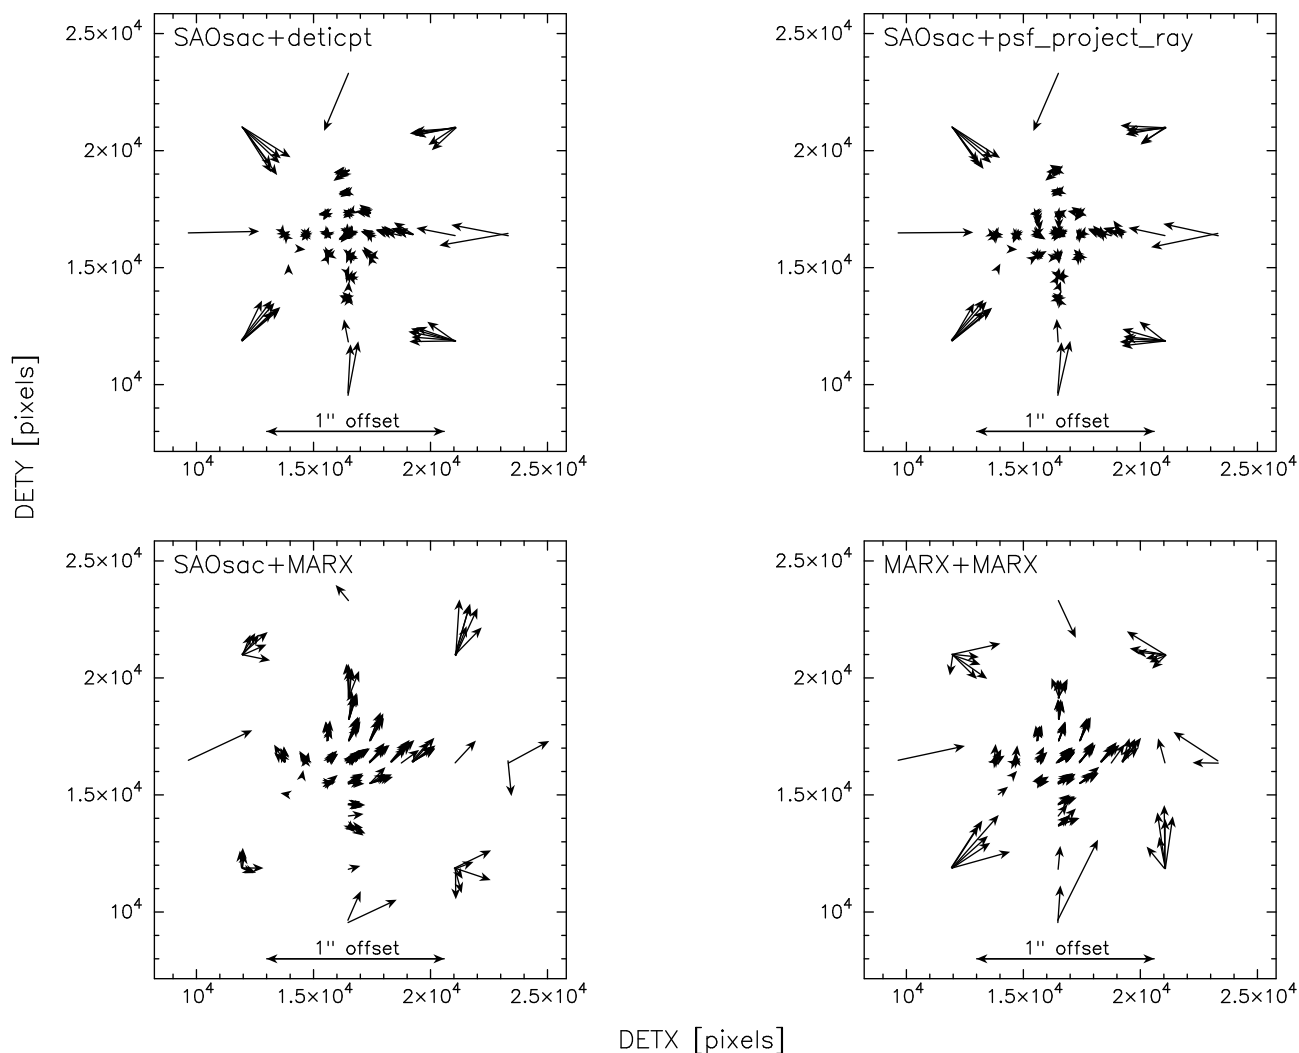 SAOsac+deticpt
2.5×10⁴
2×10⁴
1.5×10⁴
10⁴
1" offset
10⁴ 1.5×10⁴ 2×10⁴ 2.5×10⁴
SAOsac+psf_project_ray
2.5×10⁴
2×10⁴
1.5×10⁴
10⁴
1" offset
10⁴ 1.5×10⁴ 2×10⁴ 2.5×10⁴
DETY [pixels]
SAOsac+MARX
2.5×10⁴
2×10⁴
1.5×10⁴
10⁴
1" offset
10⁴ 1.5×10⁴ 2×10⁴ 2.5×10⁴
MARX+MARX
2.5×10⁴
2×10⁴
1.5×10⁴
10⁴
1" offset
10⁴ 1.5×10⁴ 2×10⁴ 2.5×10⁴
DETX [pixels]